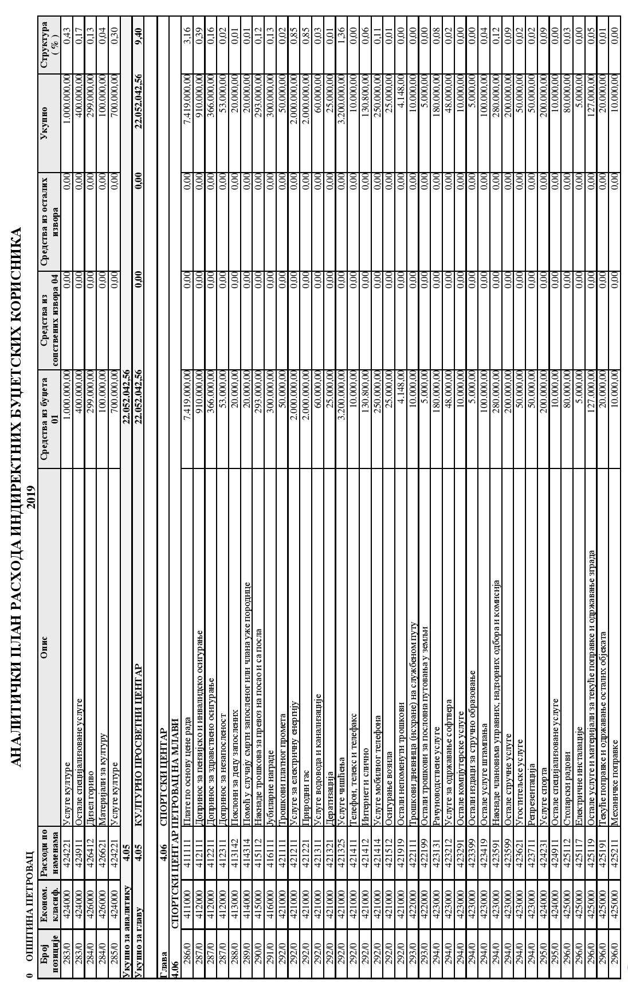 АНАЛИТИЧКИ ПЛАН РАСХОДА ИНДИРЕКТНИХ БУЏЕТСКИХ КОРИСНИКА
2019
0 ОПШТИНА ПЕТРОВАЦ
Број позиције Економ. класиф. Расходи по наменама Опис Средства из буџета 01 Средства из сопствених извора 04 Средства из осталих извора Укупно Структура ( % )
283/0 424000 424221 Услуге културе 1.000.000,00 0,00 0,00 1.000.000,00 0,43
283/0 424000 424911 Остале специјализоване услуге 400.000,00 0,00 0,00 400.000,00 0,17
284/0 426000 426412 Дизел гориво 299.000,00 0,00 0,00 299.000,00 0,13
284/0 426000 426621 Материјали за културу 100.000,00 0,00 0,00 100.000,00 0,04
285/0 424000 424221 Услуге културе 700.000,00 0,00 0,00 700.000,00 0,30
Укупно за аналитику 4.05 22.052.042,56
Укупно за главу 4.05 КУЛТУРНО ПРОСВЕТНИ ЦЕНТАР 22.052.042,56 0,00 0,00 22.052.042,56 9,40
Глава 4.06 СПОРТСКИ ЦЕНТАР
4.06 СПОРТСКИ ЦЕНТАР ПЕТРОВАЦ НА МЛАВИ
286/0 411000 411111 Плате по основу цене рада 7.419.000,00 0,00 0,00 7.419.000,00 3,16
287/0 412000 412111 Допринос за пензијско и инвалидско осигурање 910.000,00 0,00 0,00 910.000,00 0,39
287/0 412000 412211 Допринос за здравствено осигурање 366.000,00 0,00 0,00 366.000,00 0,16
287/0 412000 412311 Допринос за незапосленост 53.000,00 0,00 0,00 53.000,00 0,02
288/0 413000 413142 Поклони за децу запослених 20.000,00 0,00 0,00 20.000,00 0,01
289/0 414000 414314 Помоћ у случају смрти запосленог или члана уже породице 20.000,00 0,00 0,00 20.000,00 0,01
290/0 415000 415112 Накнаде трошкова за превоз на посао и са посла 293.000,00 0,00 0,00 293.000,00 0,12
291/0 416000 416111 Јубиларне награде 300.000,00 0,00 0,00 300.000,00 0,13
292/0 421000 421111 Трошкови платног промета 50.000,00 0,00 0,00 50.000,00 0,02
292/0 421000 421211 Услуге за електричну енергију 2.000.000,00 0,00 0,00 2.000.000,00 0,85
292/0 421000 421221 Природни гас 2.000.000,00 0,00 0,00 2.000.000,00 0,85
292/0 421000 421311 Услуге водовода и канализације 60.000,00 0,00 0,00 60.000,00 0,03
292/0 421000 421321 Дератизација 25.000,00 0,00 0,00 25.000,00 0,01
292/0 421000 421325 Услуге чишћења 3.200.000,00 0,00 0,00 3.200.000,00 1,36
292/0 421000 421411 Телефон, телекс и телефакс 10.000,00 0,00 0,00 10.000,00 0,00
292/0 421000 421412 Интернет и слично 130.800,00 0,00 0,00 130.800,00 0,06
292/0 421000 421414 Услуге мобилног телефона 250.000,00 0,00 0,00 250.000,00 0,11
292/0 421000 421512 Осигурање возила 25.000,00 0,00 0,00 25.000,00 0,01
292/0 421000 421919 Остали непоменути трошкови 4.148,00 0,00 0,00 4.148,00 0,00
293/0 422000 422111 Трошкови дневница (исхране) на службеном путу 10.000,00 0,00 0,00 10.000,00 0,00
293/0 422000 422199 Остали трошкови за пословна путовања у земљи 5.000,00 0,00 0,00 5.000,00 0,00
294/0 423000 423131 Рачуноводствене услуге 180.000,00 0,00 0,00 180.000,00 0,08
294/0 423000 423212 Услуге за одржавање софтвера 48.000,00 0,00 0,00 48.000,00 0,02
294/0 423000 423291 Остале компјутерске услуге 10.000,00 0,00 0,00 10.000,00 0,00
294/0 423000 423399 Остали издаци за стручно образовање 5.000,00 0,00 0,00 5.000,00 0,00
294/0 423000 423419 Остале услуге штампања 100.000,00 0,00 0,00 100.000,00 0,04
294/0 423000 423591 Накнаде члановима управних, надзорних одбора и комисија 280.000,00 0,00 0,00 280.000,00 0,12
294/0 423000 423599 Остале стручне услуге 200.000,00 0,00 0,00 200.000,00 0,09
294/0 423000 423621 Угоститељске услуге 50.000,00 0,00 0,00 50.000,00 0,02
294/0 423000 423711 Репрезентација 50.000,00 0,00 0,00 50.000,00 0,02
295/0 424000 424231 Услуге спорта 200.000,00 0,00 0,00 200.000,00 0,09
295/0 424000 424911 Остале специјализоване услуге 10.000,00 0,00 0,00 10.000,00 0,00
296/0 425000 425112 Столарски радови 80.000,00 0,00 0,00 80.000,00 0,03
296/0 425000 425117 Електричне инсталације 5.000,00 0,00 0,00 5.000,00 0,00
296/0 425000 425119 Остале услуге и материјали за текуће поправке и одржавање зграда 127.000,00 0,00 0,00 127.000,00 0,05
296/0 425000 425191 Текуће поправке и одржавање осталих објеката 20.000,00 0,00 0,00 20.000,00 0,01
296/0 425000 425211 Механичке поправке 10.000,00 0,00 0,00 10.000,00 0,00